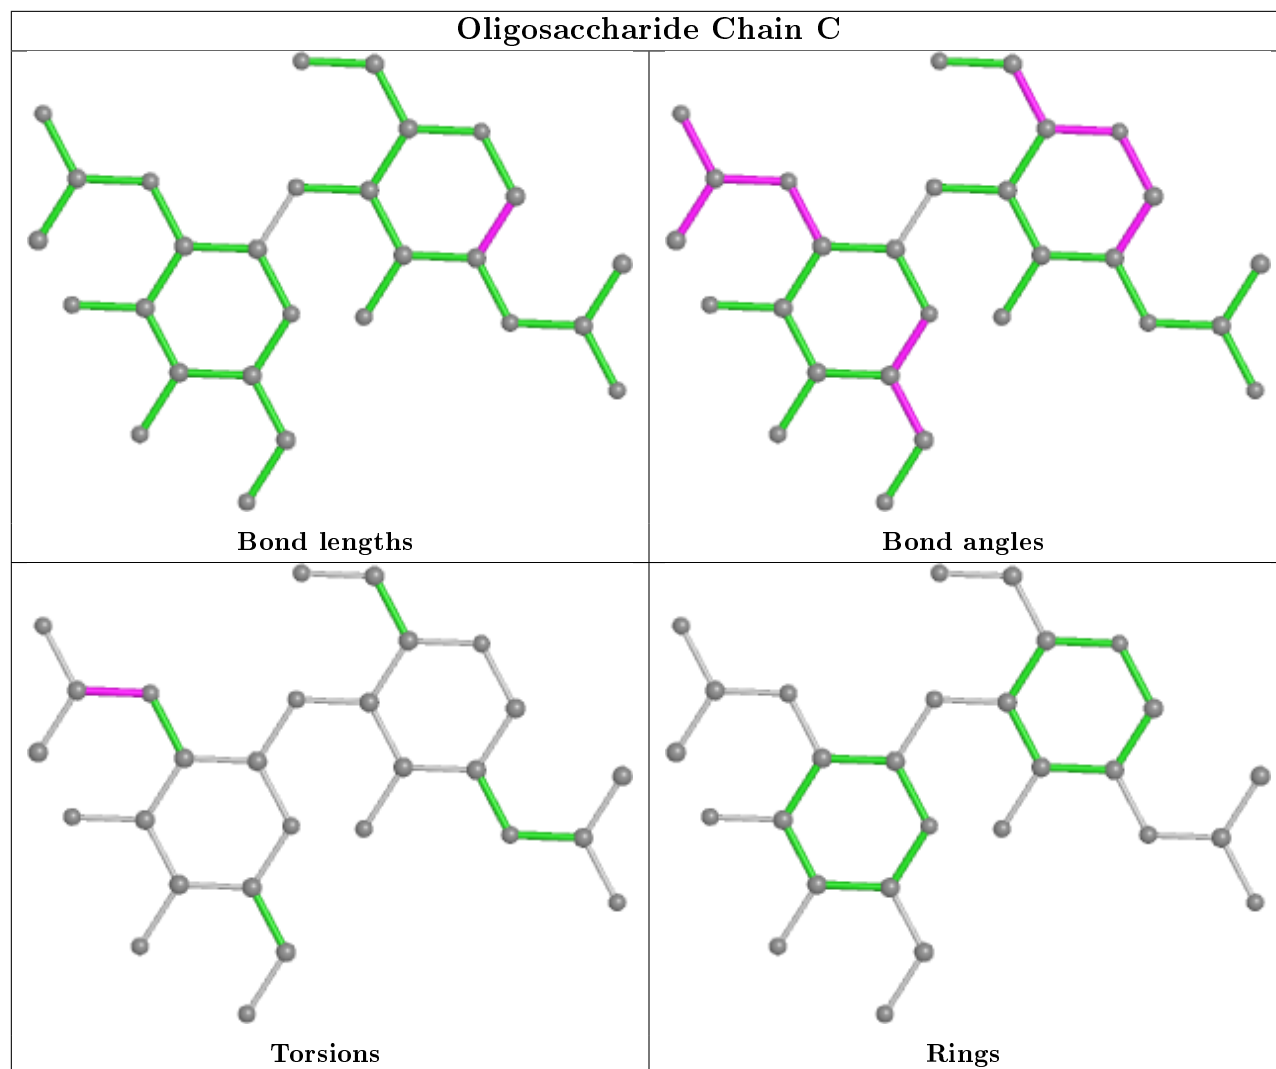 Oligosaccharide Chain C
Bond lengths
Bond angles
Torsions
Rings